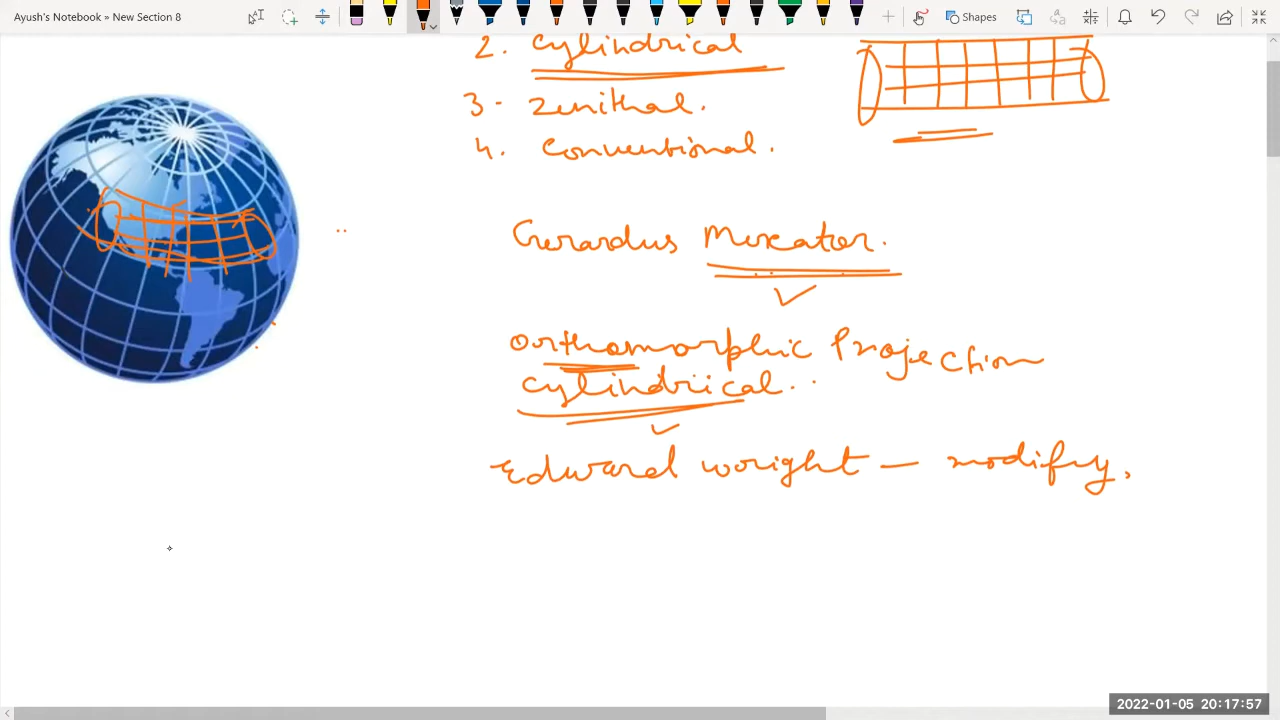 Ayush's Notebook » New Section 8
Shapes
2. Cylindrical
3- Zenithal.
4. Conventional.
Gerardus Mercator.
Orthomorphic Projection
Cylindrical..
Edward Wright — modify,
2022-01-05 20:17:57